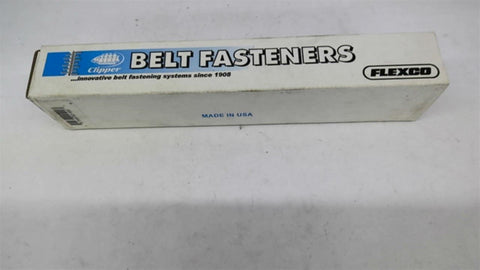 Clipper
BELT FASTENERS
...innovative belt fastening systems since 1908
FLEXCO
MADE IN USA